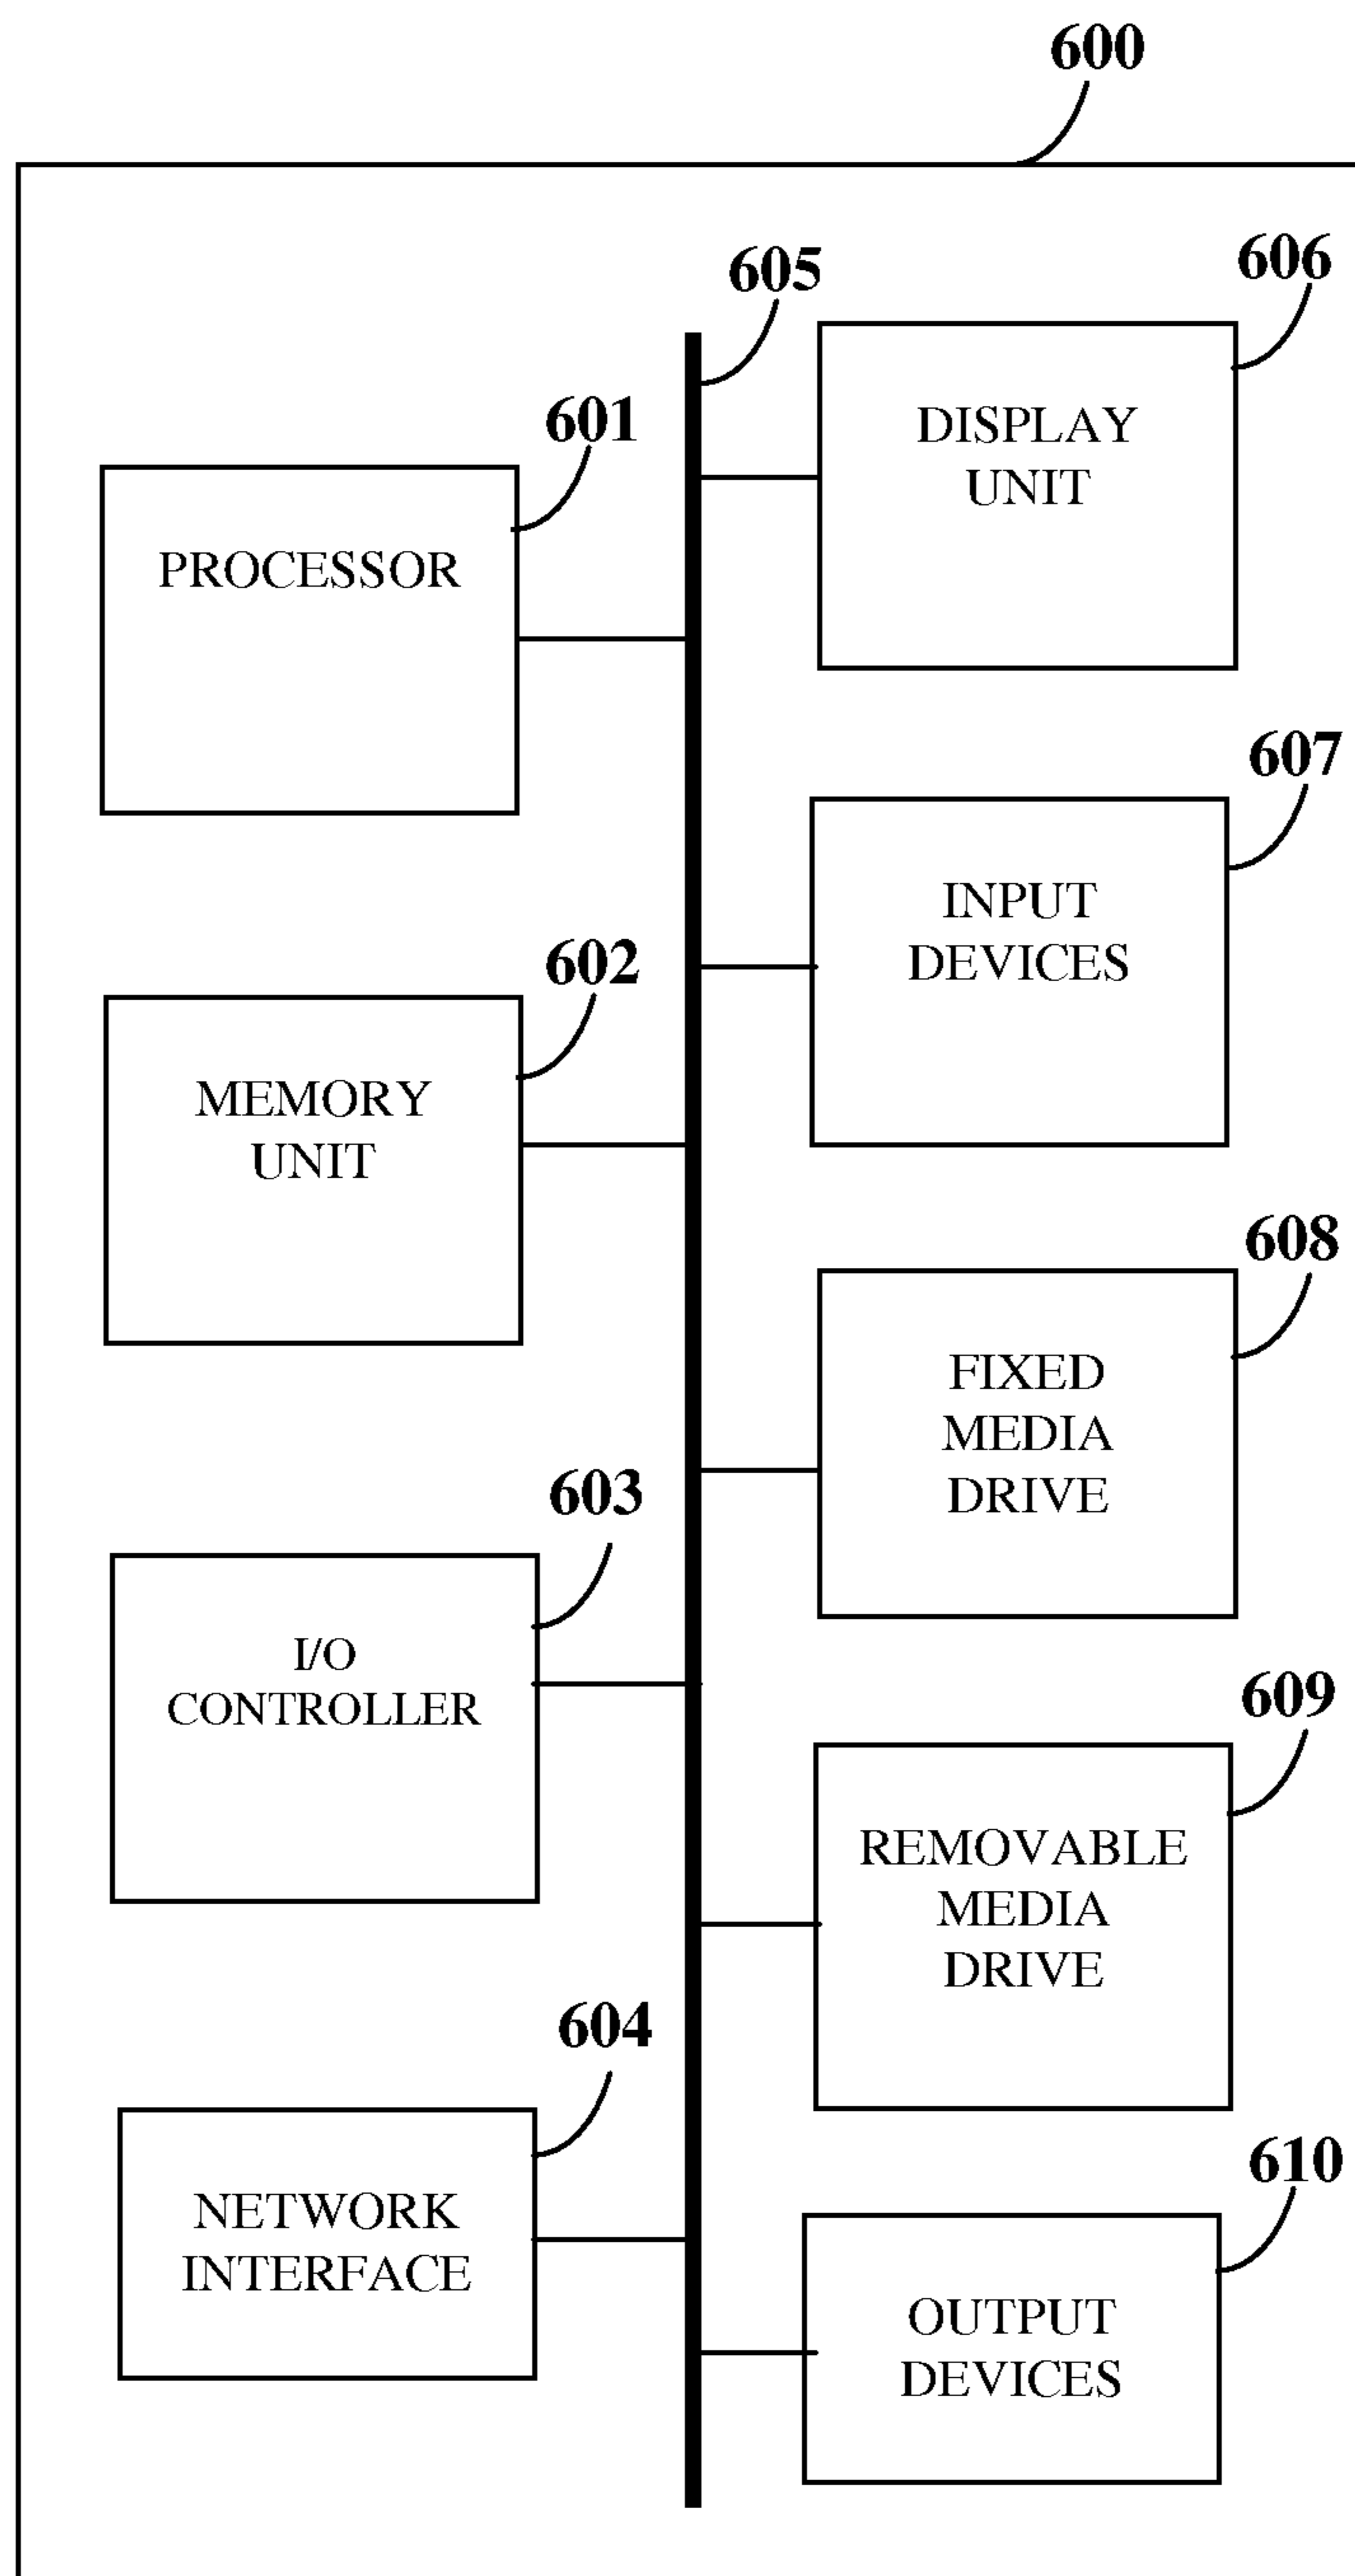 600
605
606
601
DISPLAY
UNIT
PROCESSOR
607
INPUT
DEVICES
602
MEMORY
UNIT
608
FIXED
MEDIA
DRIVE
603
I/O
CONTROLLER
609
REMOVABLE
MEDIA
DRIVE
604
NETWORK
INTERFACE
610
OUTPUT
DEVICES